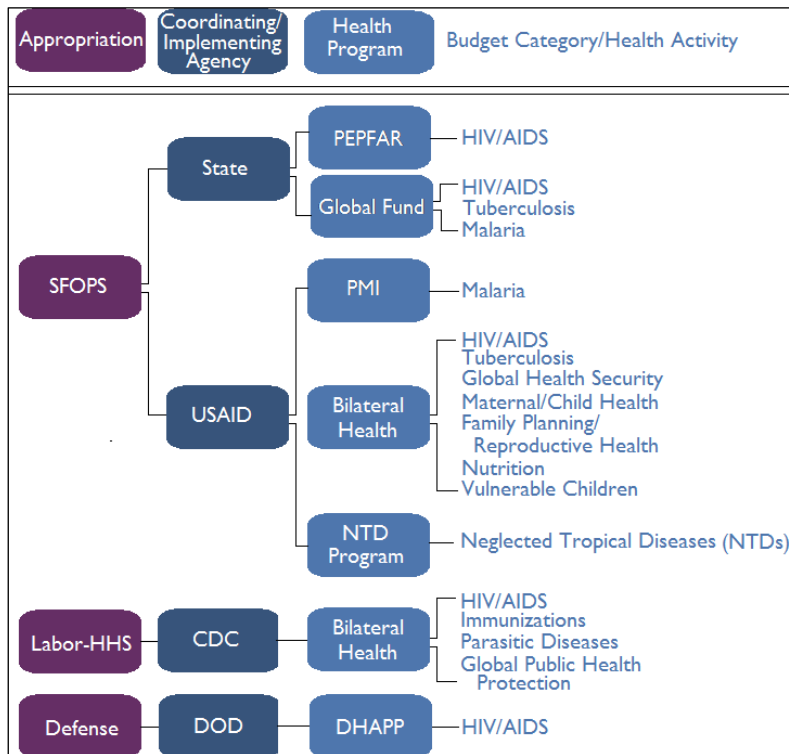 Appropriation
Coordinating/
Implementing
Agency
Health
Program
Budget Category/Health Activity
SFOPS
State
PEPFAR
HIV/AIDS
Global Fund
HIV/AIDS
Tuberculosis
Malaria
USAID
PMI
Malaria
Bilateral
Health
HIV/AIDS
Tuberculosis
Global Health Security
Maternal/Child Health
Family Planning/
Reproductive Health
Nutrition
Vulnerable Children
NTD
Program
Neglected Tropical Diseases (NTDs)
Labor-HHS
CDC
Bilateral
Health
HIV/AIDS
Immunizations
Parasitic Diseases
Global Public Health
Protection
Defense
DOD
DHAPP
HIV/AIDS